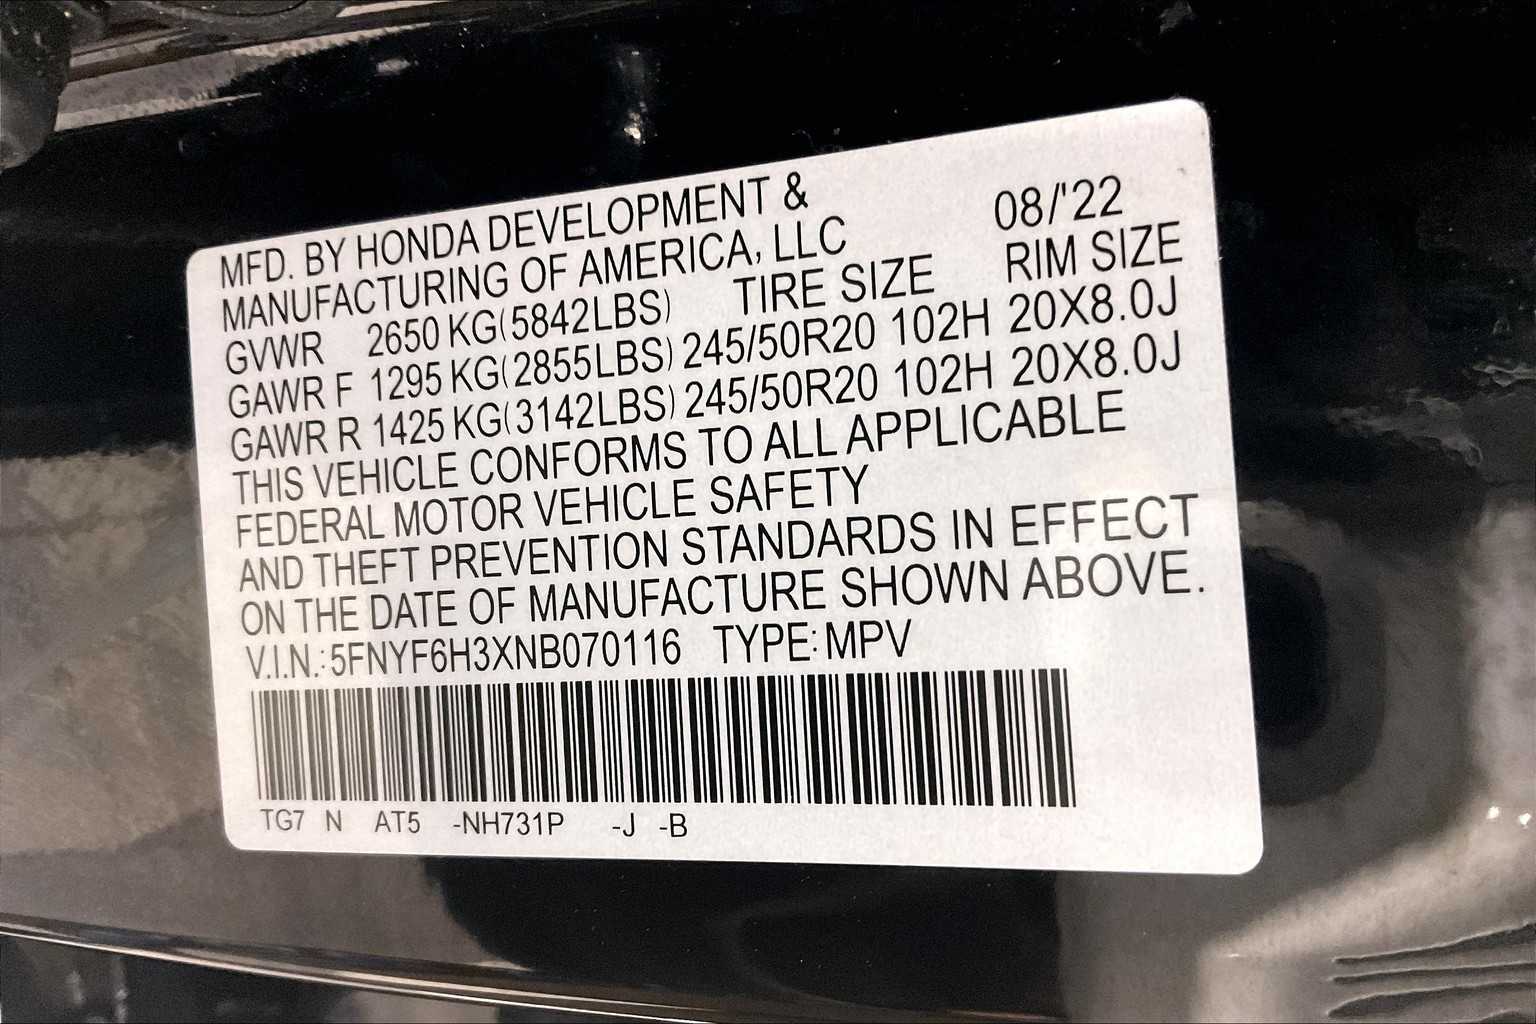 MFD. BY HONDA DEVELOPMENT &
MANUFACTURING OF AMERICA, LLC 08/'22
GVWR 2650 KG(5842LBS) TIRE SIZE RIM SIZE
GAWR F 1295 KG(2855LBS) 245/50R20 102H 20X8.0J
GAWR R 1425 KG(3142LBS) 245/50R20 102H 20X8.0J
THIS VEHICLE CONFORMS TO ALL APPLICABLE
FEDERAL MOTOR VEHICLE SAFETY
AND THEFT PREVENTION STANDARDS IN EFFECT
ON THE DATE OF MANUFACTURE SHOWN ABOVE.
V.I.N.:5FNYF6H3XNB070116 TYPE:MPV
TG7 N AT5 -NH731P -J -B